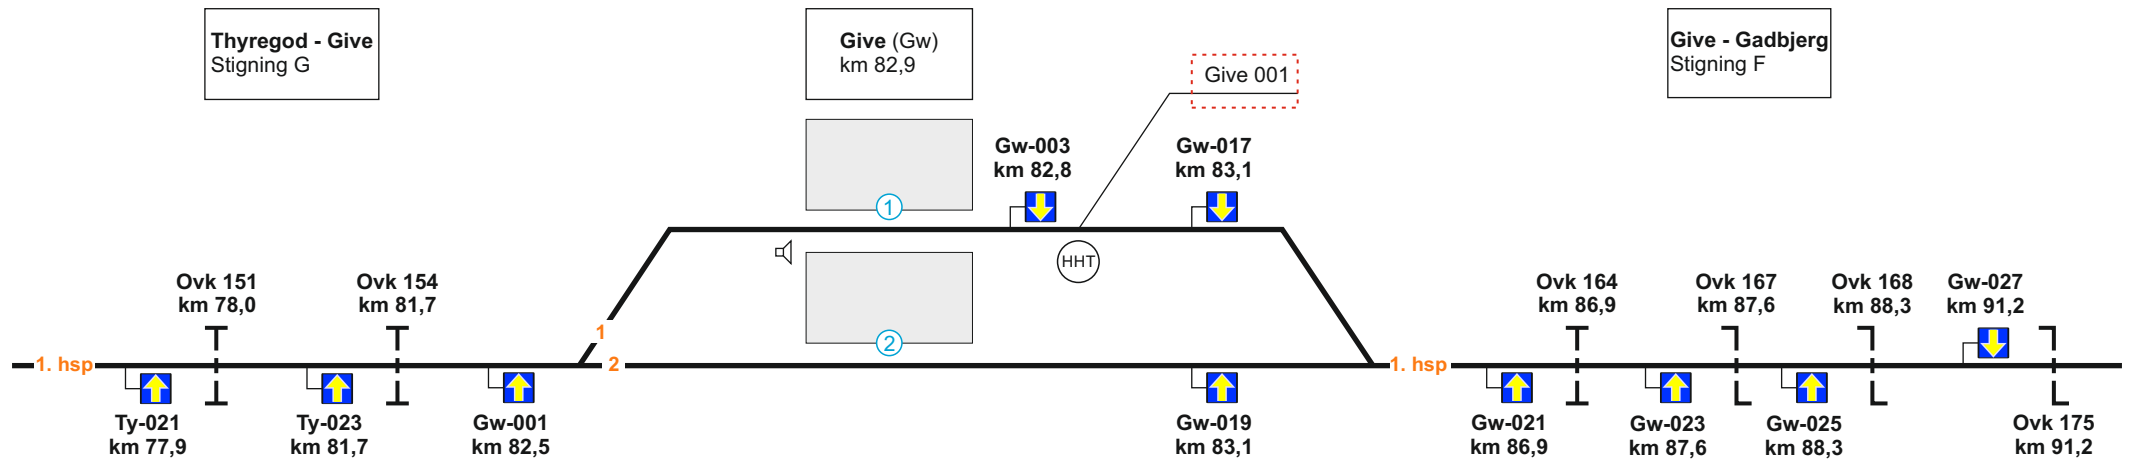 Thyregod - Give
Stigning G
Give (Gw)
km 82,9
Give 001
Give - Gadbjerg
Stigning F
Gw-003
km 82,8
Gw-017
km 83,1
1
HHT
2
Ovk 151
km 78,0
Ovk 154
km 81,7
Ovk 164
km 86,9
Ovk 167
km 87,6
Ovk 168
km 88,3
Gw-027
km 91,2
1
1. hsp
2
1. hsp
Ty-021
km 77,9
Ty-023
km 81,7
Gw-001
km 82,5
Gw-019
km 83,1
Gw-021
km 86,9
Gw-023
km 87,6
Gw-025
km 88,3
Ovk 175
km 91,2